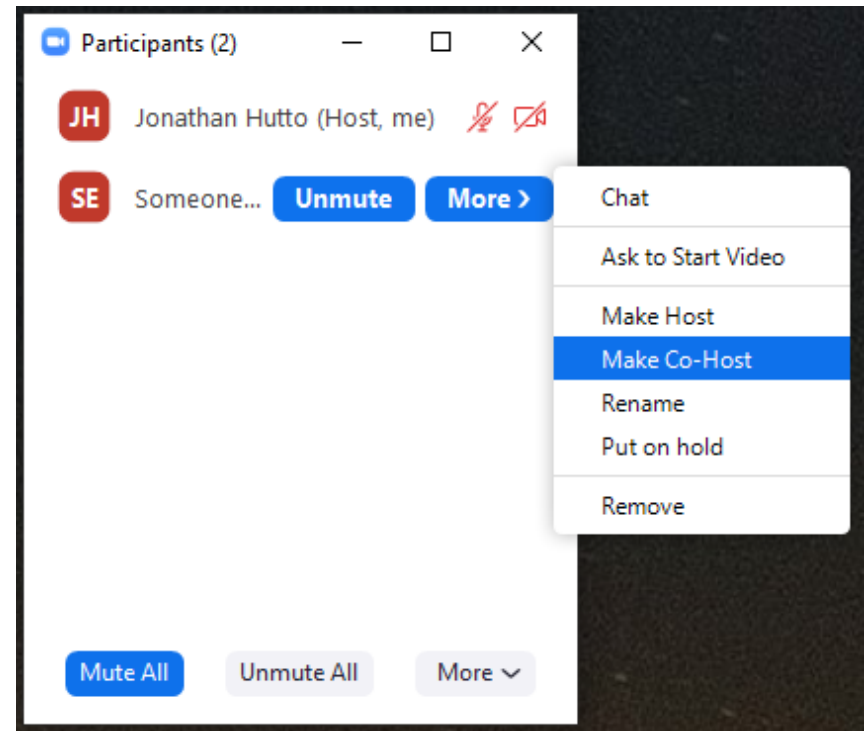 Participants (2)
JH Jonathan Hutto (Host, me)
SE Someone... Unmute More >
Chat
Ask to Start Video
Make Host
Make Co-Host
Rename
Put on hold
Remove
Mute All Unmute All More